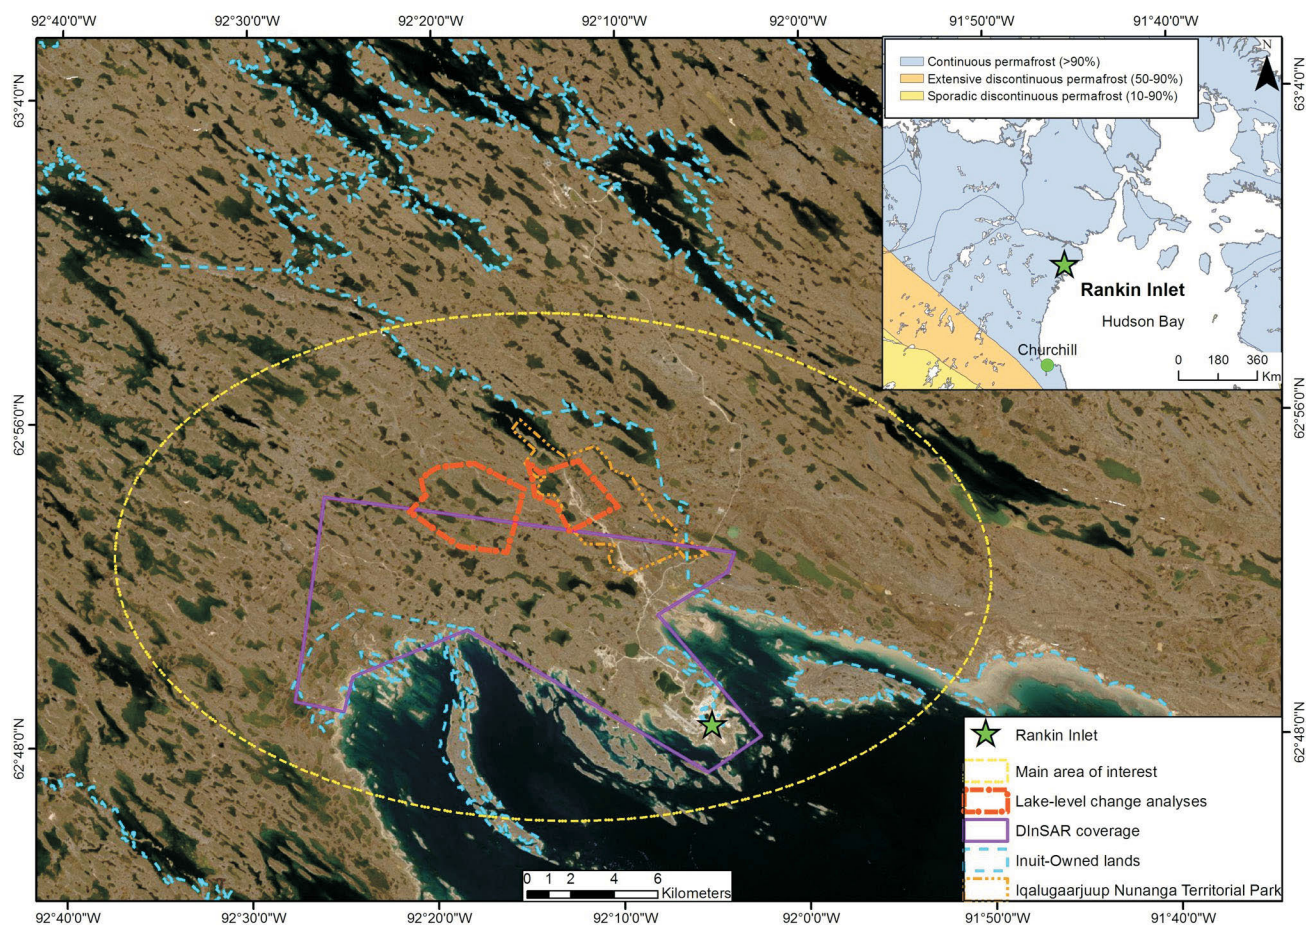 92°40'0"W 92°30'0"W 92°20'0"W 92°10'0"W 92°0'0"W 91°50'0"W 91°40'0"W
63°4'0"N
62°56'0"N
62°48'0"N
Continuous permafrost (>90%)
Extensive discontinuous permafrost (50-90%)
Sporadic discontinuous permafrost (10-90%)
N
Rankin Inlet
Hudson Bay
Churchill
0 180 360
Km
63°4'0"N
62°56'0"N
62°48'0"N
Rankin Inlet
Main area of interest
Lake-level change analyses
DInSAR coverage
Inuit-Owned lands
Iqalugaarjuup Nunanga Territorial Park
0 1 2 4 6
Kilometers
92°40'0"W 92°30'0"W 92°20'0"W 92°10'0"W 92°0'0"W 91°50'0"W 91°40'0"W